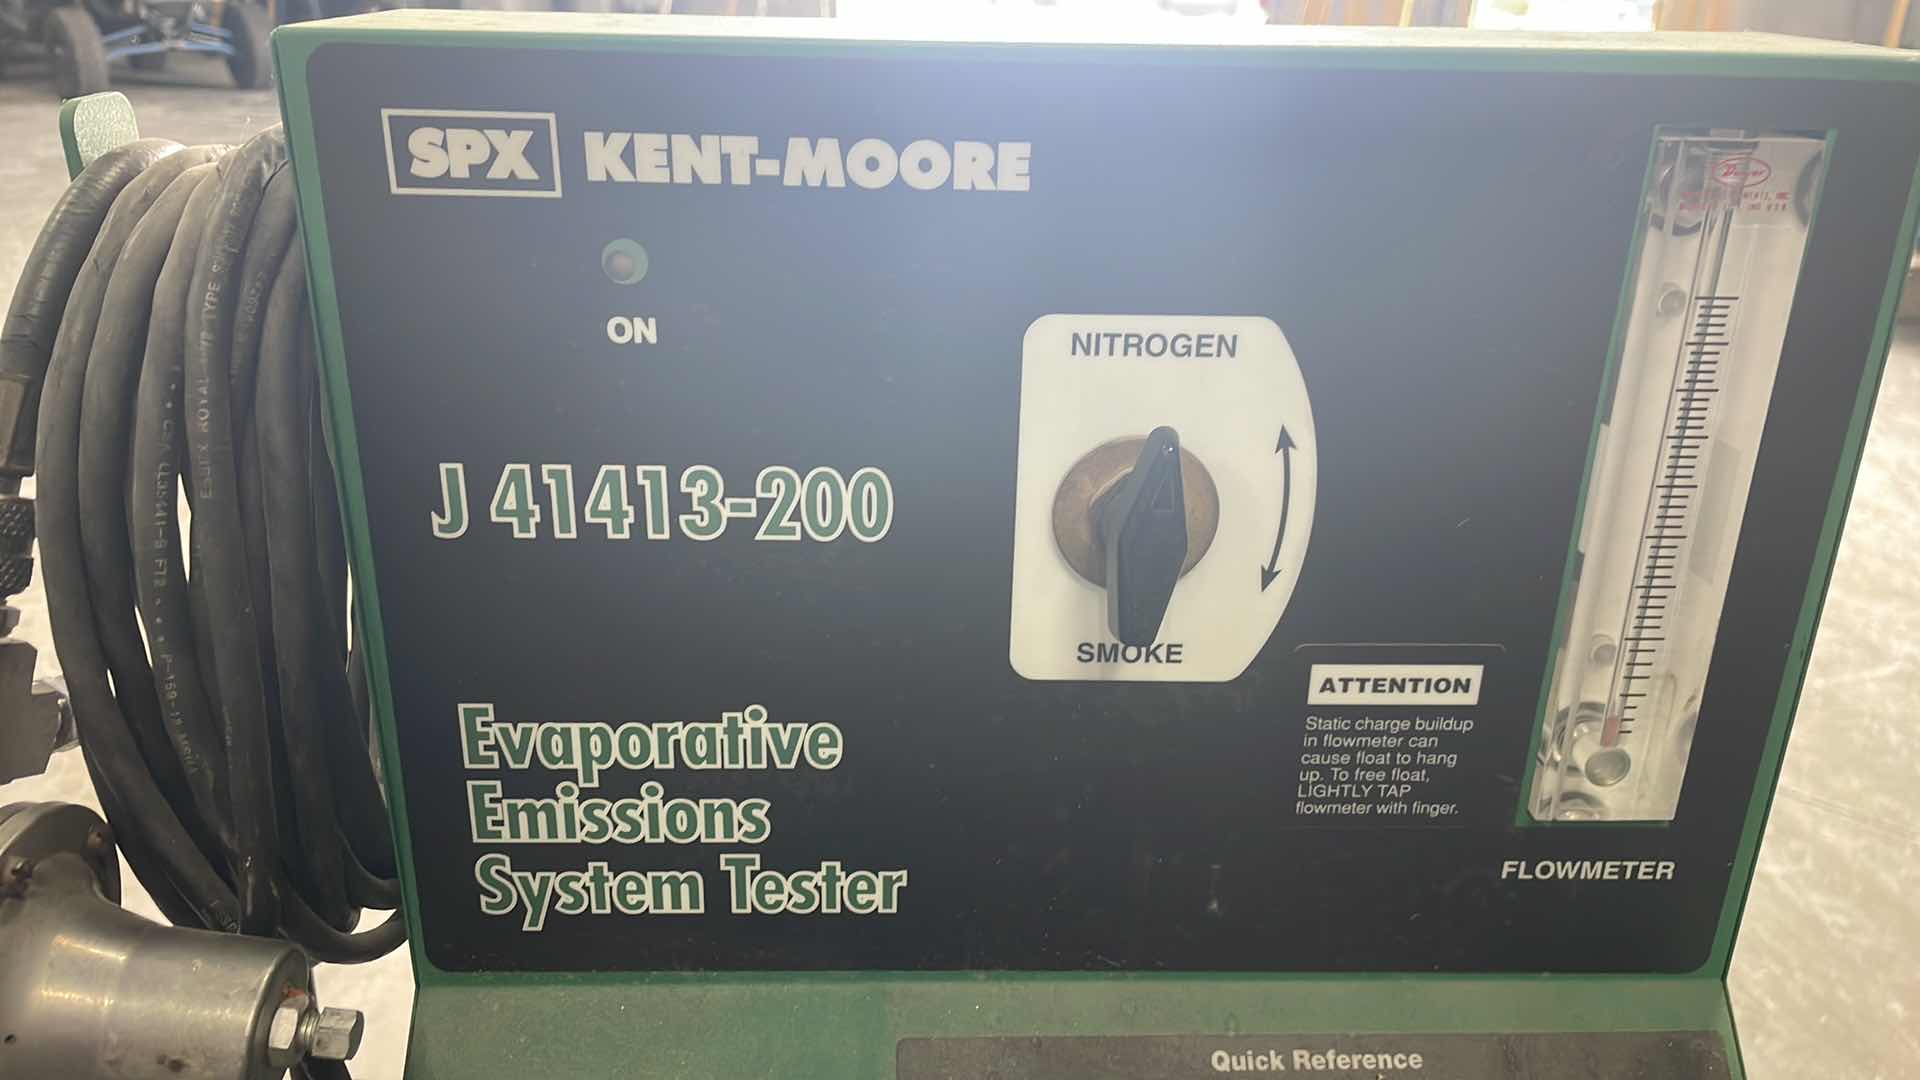 SPX KENT-MOORE
ON
NITROGEN
J 41413-200
SMOKE
Evaporative
Emissions
System Tester
ATTENTION
Static charge buildup
in flowmeter can
cause float to hang
up. To free float,
LIGHTLY TAP
flowmeter with finger.
FLOWMETER
Quick Reference